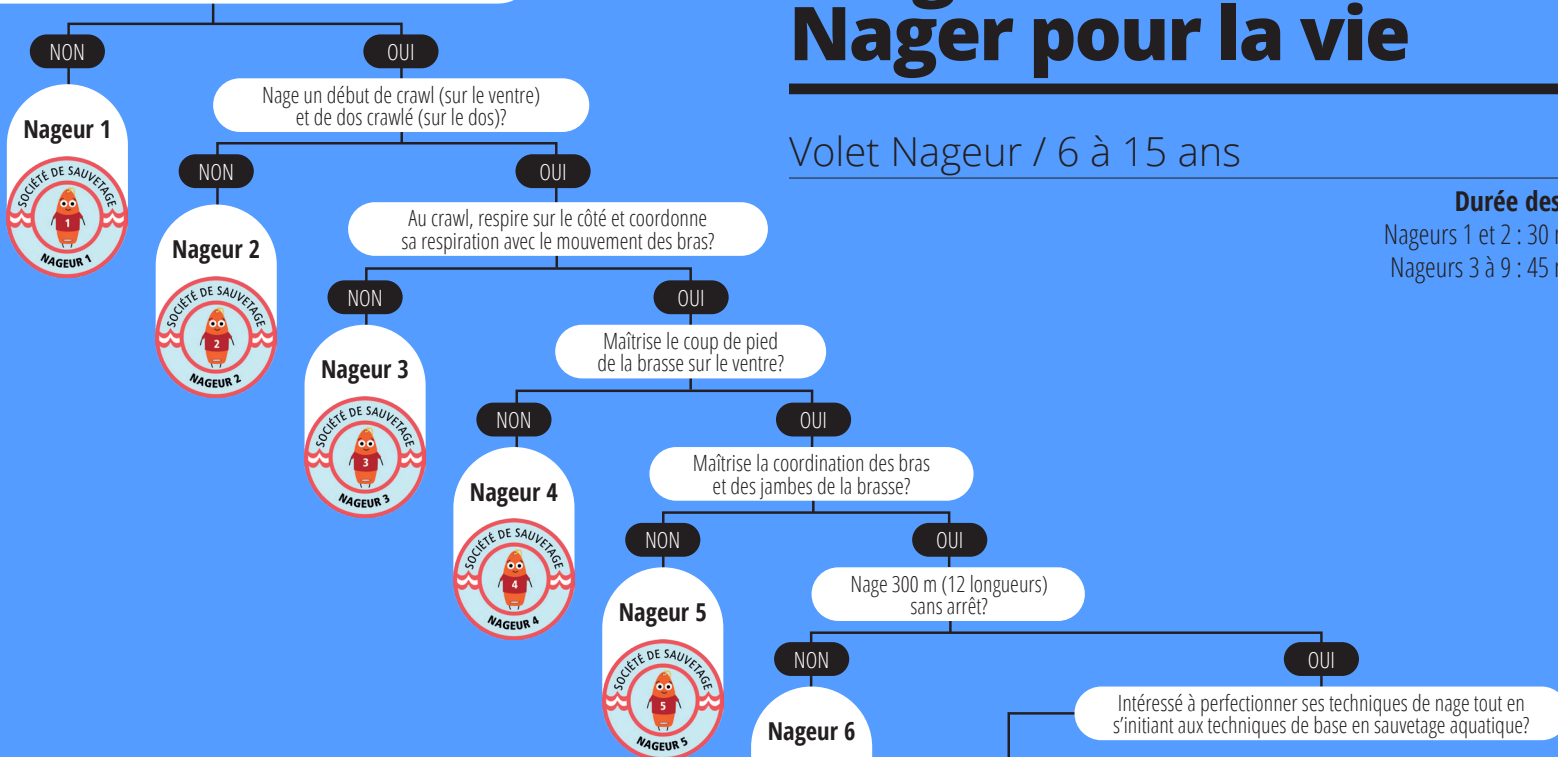 Nager pour la vie
Volet Nageur / 6 à 15 ans
Durée des
Nageurs 1 et 2 : 30
Nageurs 3 à 9 : 45
NON
OUI
Nageur 1
SOCIÉTÉ DE SAUVETAGE
1
NAGEUR 1
Nage un début de crawl (sur le ventre)
et de dos crawlé (sur le dos)?
NON
OUI
Nageur 2
SOCIÉTÉ DE SAUVETAGE
2
NAGEUR 2
Au crawl, respire sur le côté et coordonne
sa respiration avec le mouvement des bras?
NON
OUI
Nageur 3
SOCIÉTÉ DE SAUVETAGE
3
NAGEUR 3
Maîtrise le coup de pied
de la brasse sur le ventre?
NON
OUI
Nageur 4
SOCIÉTÉ DE SAUVETAGE
4
NAGEUR 4
Maîtrise la coordination des bras
et des jambes de la brasse?
NON
OUI
Nageur 5
SOCIÉTÉ DE SAUVETAGE
5
NAGEUR 5
Nage 300 m (12 longueurs)
sans arrêt?
NON
OUI
Nageur 6
Intéressé à perfectionner ses techniques de nage tout en
s'initiant aux techniques de base en sauvetage aquatique?